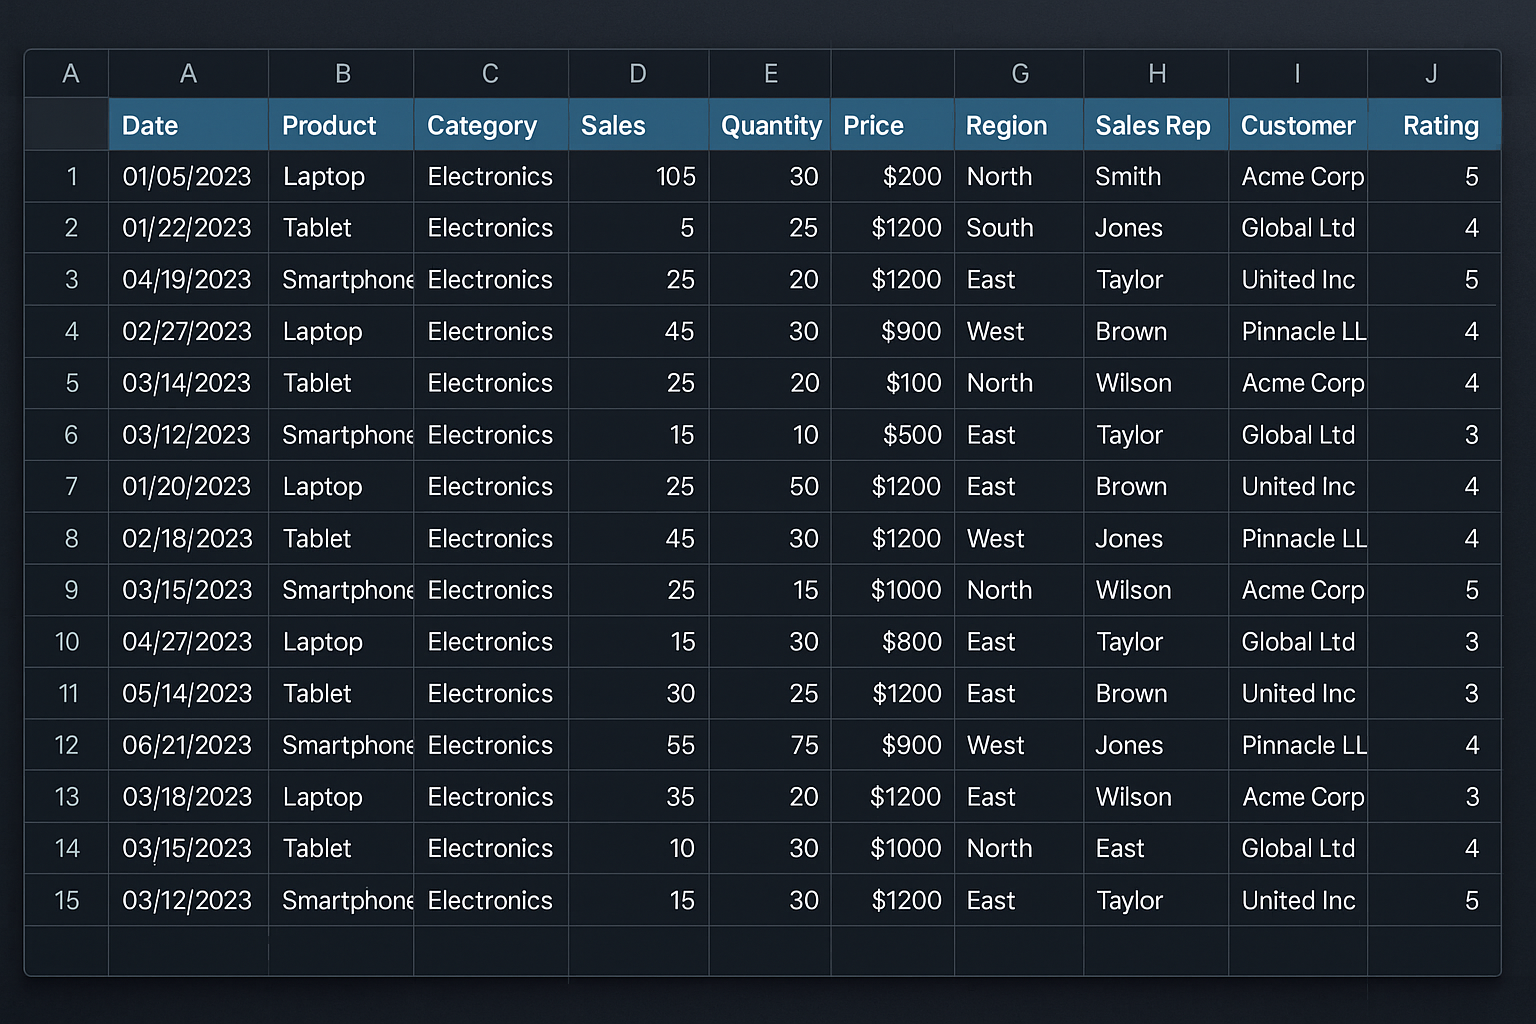 A A B C D E G H I J
Date Product Category Sales Quantity Price Region Sales Rep Customer Rating
1 01/05/2023 Laptop Electronics 105 30 $200 North Smith Acme Corp 5
2 01/22/2023 Tablet Electronics 5 25 $1200 South Jones Global Ltd 4
3 04/19/2023 Smartphone Electronics 25 20 $1200 East Taylor United Inc 5
4 02/27/2023 Laptop Electronics 45 30 $900 West Brown Pinnacle LL 4
5 03/14/2023 Tablet Electronics 25 20 $100 North Wilson Acme Corp 4
6 03/12/2023 Smartphone Electronics 15 10 $500 East Taylor Global Ltd 3
7 01/20/2023 Laptop Electronics 25 50 $1200 East Brown United Inc 4
8 02/18/2023 Tablet Electronics 45 30 $1200 West Jones Pinnacle LL 4
9 03/15/2023 Smartphone Electronics 25 15 $1000 North Wilson Acme Corp 5
10 04/27/2023 Laptop Electronics 15 30 $800 East Taylor Global Ltd 3
11 05/14/2023 Tablet Electronics 30 25 $1200 East Brown United Inc 3
12 06/21/2023 Smartphone Electronics 55 75 $900 West Jones Pinnacle LL 4
13 03/18/2023 Laptop Electronics 35 20 $1200 East Wilson Acme Corp 3
14 03/15/2023 Tablet Electronics 10 30 $1000 North East Global Ltd 4
15 03/12/2023 Smartphone Electronics 15 30 $1200 East Taylor United Inc 5